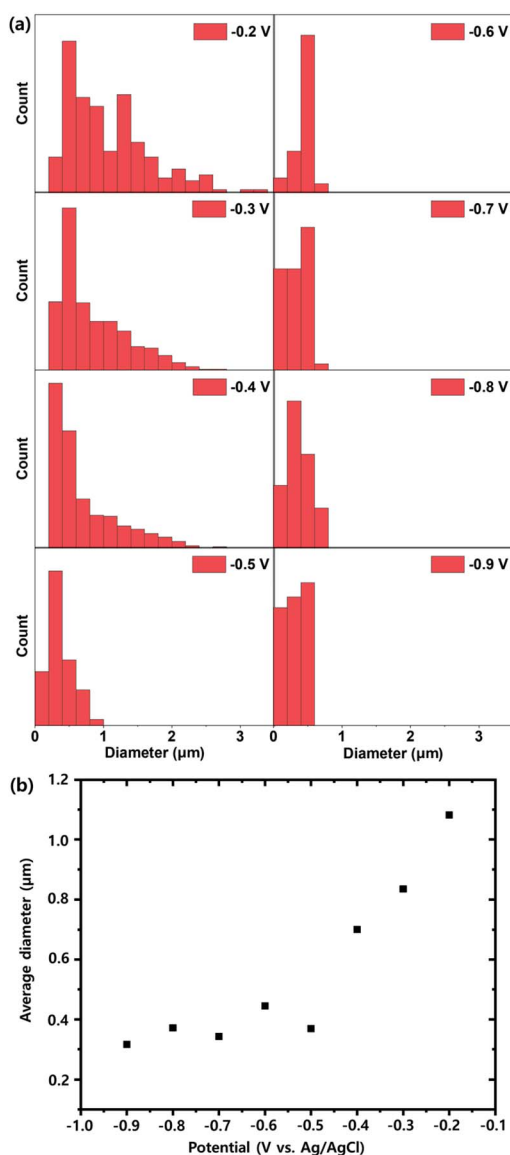 (a)
-0.2 V
-0.6 V
Count
-0.3 V
-0.7 V
Count
-0.4 V
-0.8 V
Count
-0.5 V
-0.9 V
Count
0 1 2 3 0 1 2 3
Diameter (μm) Diameter (μm)
(b)
1.2
1.0
0.8
0.6
0.4
0.2
Average diameter (μm)
-1.0 -0.9 -0.8 -0.7 -0.6 -0.5 -0.4 -0.3 -0.2 -0.1
Potential (V vs. Ag/AgCl)